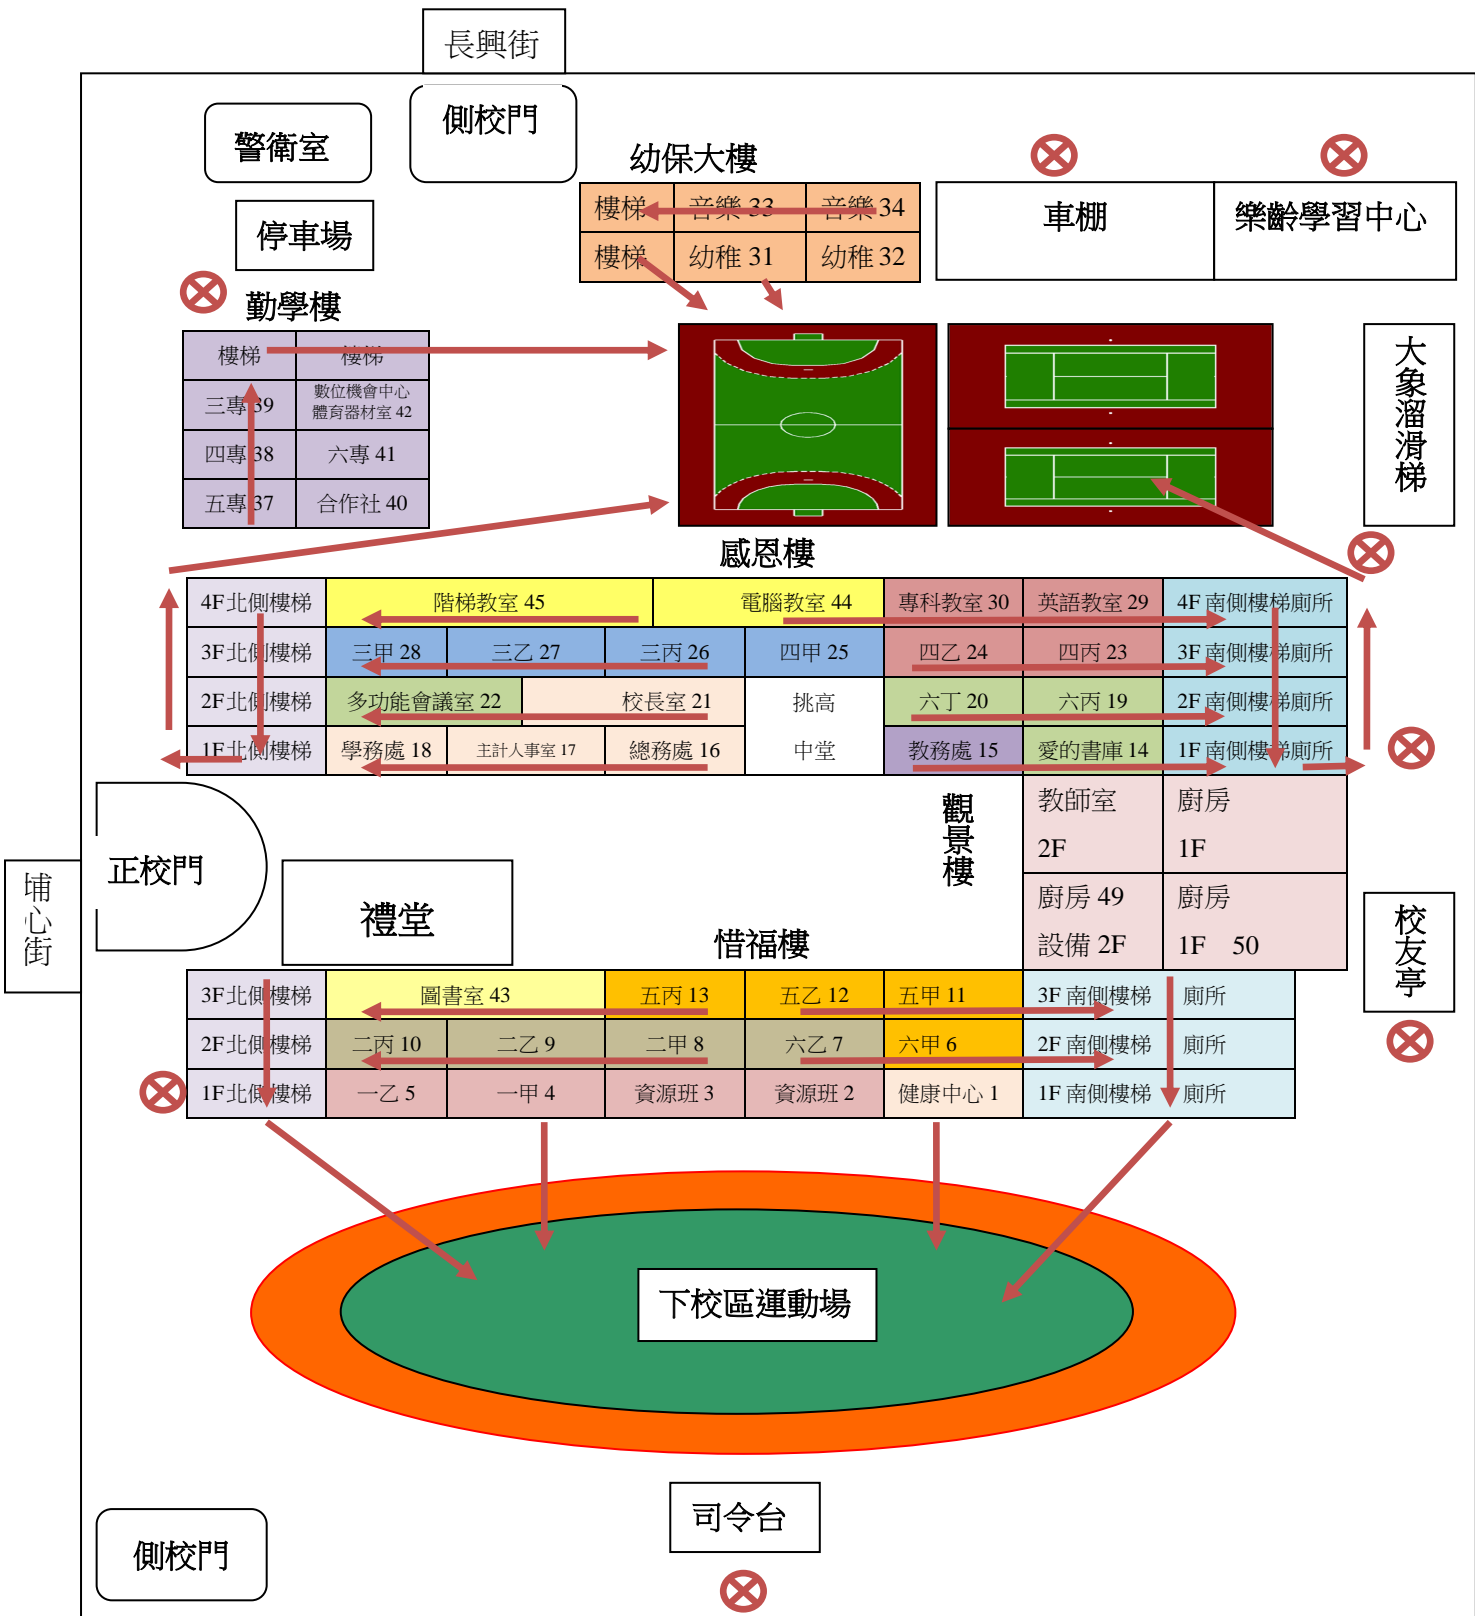 長興街
側校門
警衛室
幼保大樓
樓梯 音樂 33 音樂 34
樓梯 幼稚 31 幼稚 32
車棚 樂齡學習中心
停車場
勤學樓
樓梯 樓梯
三專 39 數位機會中心
體育器材室 42
四專 38 六專 41
五專 37 合作社 40
大象溜滑梯
感恩樓
4F 北側樓梯 階梯教室 45 電腦教室 44 專科教室 30 英語教室 29 4F 南側樓梯廁所
3F 北側樓梯 三甲 28 三乙 27 三丙 26 四甲 25 四乙 24 四丙 23 3F 南側樓梯廁所
2F 北側樓梯 多功能會議室 22 校長室 21 挑高 六丁 20 六丙 19 2F 南側樓梯廁所
1F 北側樓梯 學務處 18 主計人事室 17 總務處 16 中堂 教務處 15 愛的書庫 14 1F 南側樓梯廁所
觀景樓
教師室 廚房
2F 1F
廚房 49 廚房
設備 2F 1F 50
正校門
埔心街
禮堂
校友亭
惜福樓
3F 北側樓梯 圖書室 43 五丙 13 五乙 12 五甲 11 3F 南側樓梯 廁所
2F 北側樓梯 二丙 10 二乙 9 二甲 8 六乙 7 六甲 6 2F 南側樓梯 廁所
1F 北側樓梯 一乙 5 一甲 4 資源班 3 資源班 2 健康中心 1 1F 南側樓梯 廁所
下校區運動場
司令台
側校門